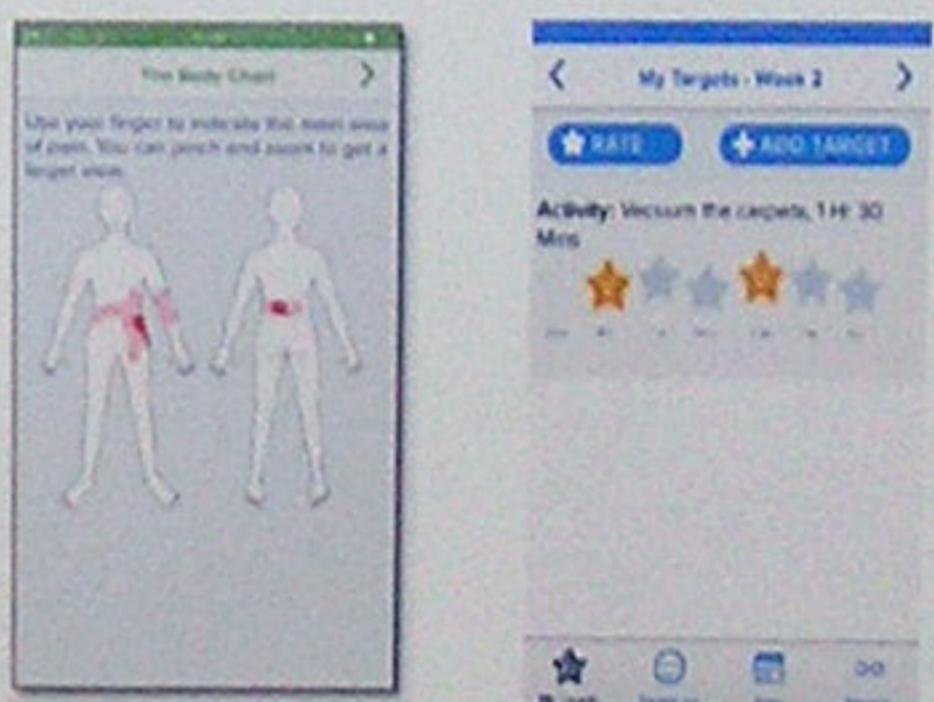 The Body Chart
Use your finger to indicate the main area
of pain. You can pinch and zoom to get a
larger view.
My Targets - Week 2
RATE
ADD TARGET
Activity: Vacuum the carpets, 1 Hr 30
Mins